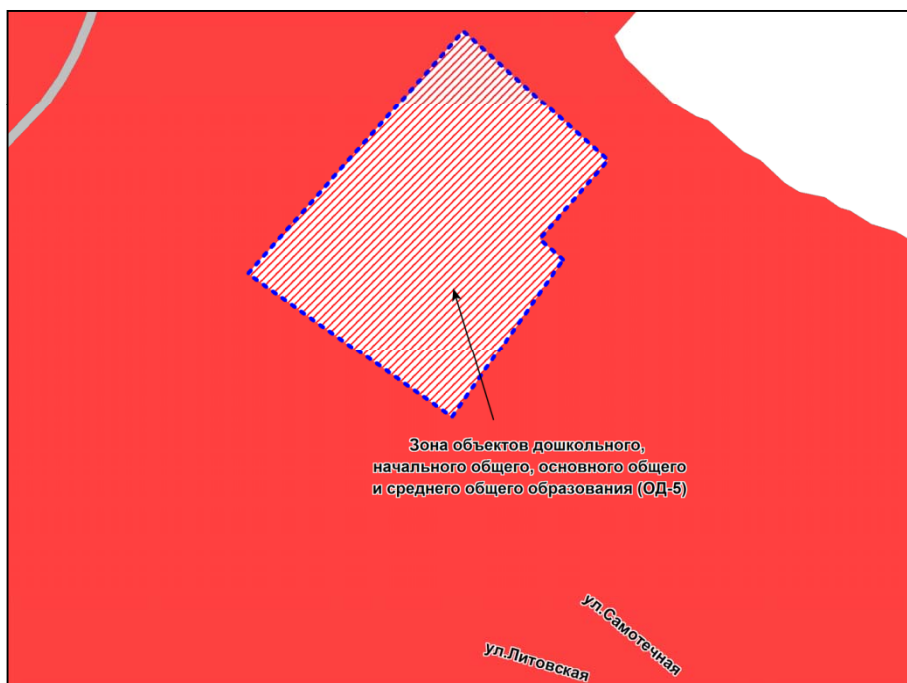 Зона объектов дошкольного,
начального общего, основного общего
и среднего общего образования (ОД-5)
ул.Самотечная
ул.Литовская